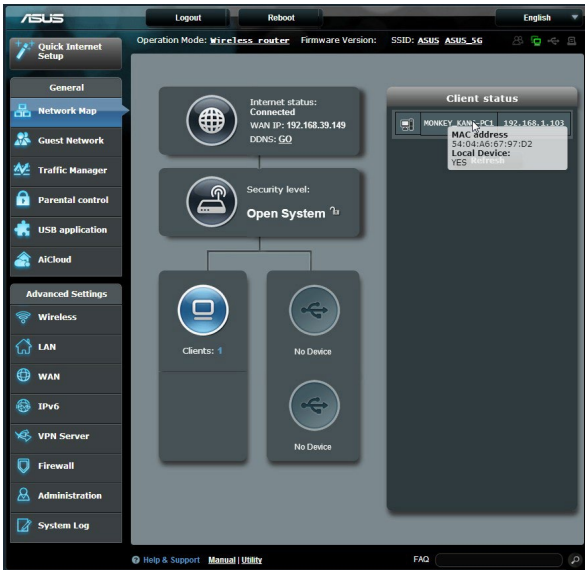 ASUS
Logout
Reboot
English
Operation Mode: Wireless router Firmware Version: SSID: ASUS ASUS_5G
Quick Internet
Setup
General
Network Map
Guest Network
Traffic Manager
Parental control
USB application
AiCloud
Advanced Settings
Wireless
LAN
WAN
IPv6
VPN Server
Firewall
Administration
System Log
Internet status:
Connected
WAN IP: 192.168.39.149
DDNS: GO
Security level:
Open System
Clients: 1
No Device
No Device
Client status
192.168.1.103
MAC address
54:04:A6:67:97:D2
Local Device:
YES
Refresh
Help & Support Manual | Utility
FAQ